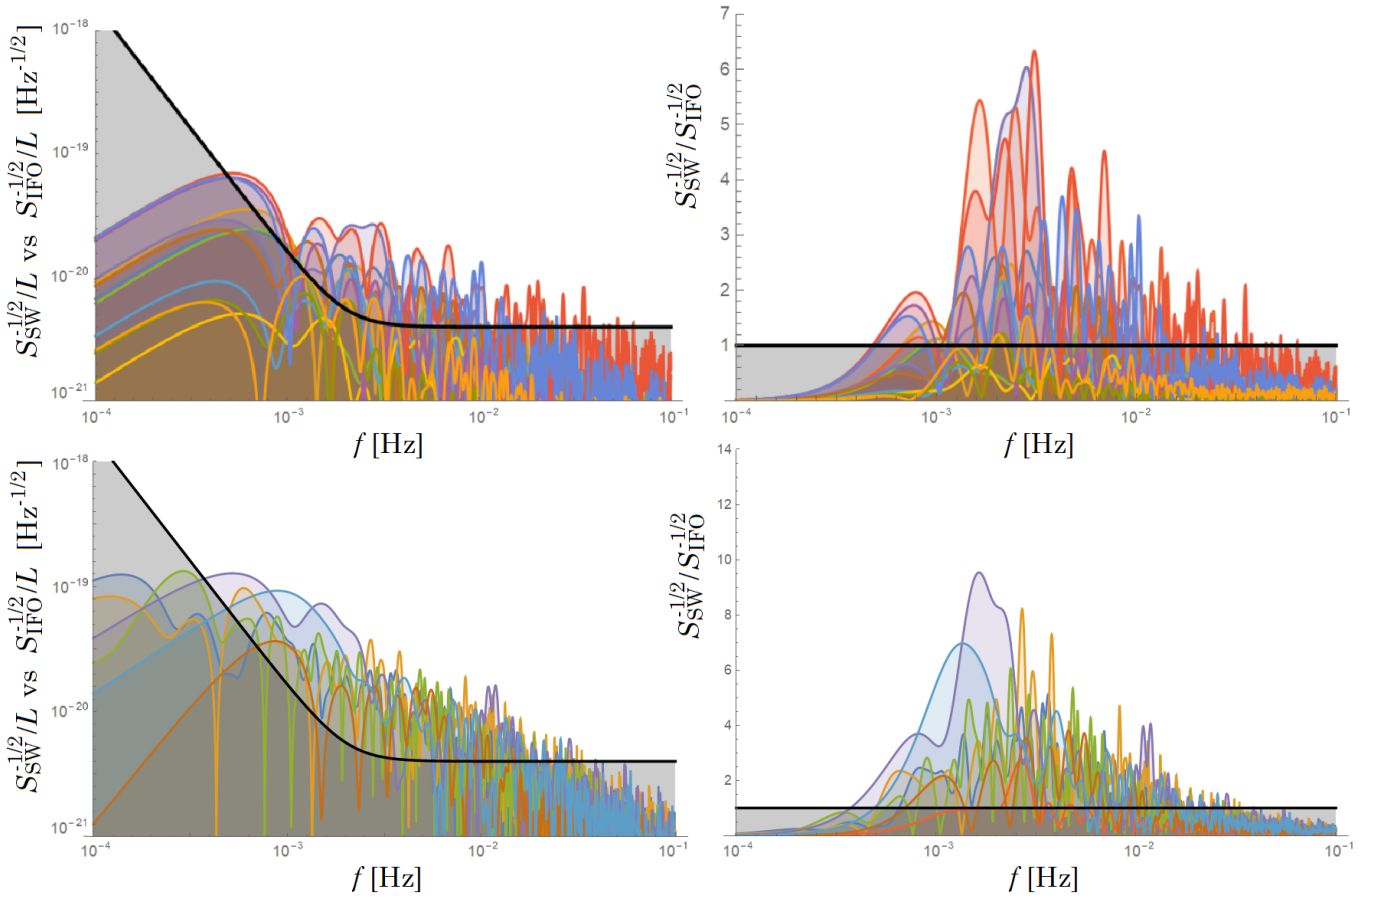 S_SW^{-1/2}/L vs S_IFO^{-1/2}/L [Hz^{-1/2}]
10^{-18}
10^{-19}
10^{-20}
10^{-21}
10^{-4} 10^{-3} 10^{-2} 10^{-1}
f [Hz]
S_SW^{-1/2}/S_IFO^{-1/2}
7
6
5
4
3
2
1
10^{-4} 10^{-3} 10^{-2} 10^{-1}
f [Hz]
S_SW^{-1/2}/L vs S_IFO^{-1/2}/L [Hz^{-1/2}]
10^{-18}
10^{-19}
10^{-20}
10^{-21}
10^{-4} 10^{-3} 10^{-2} 10^{-1}
f [Hz]
S_SW^{-1/2}/S_IFO^{-1/2}
14
12
10
8
6
4
2
10^{-4} 10^{-3} 10^{-2} 10^{-1}
f [Hz]